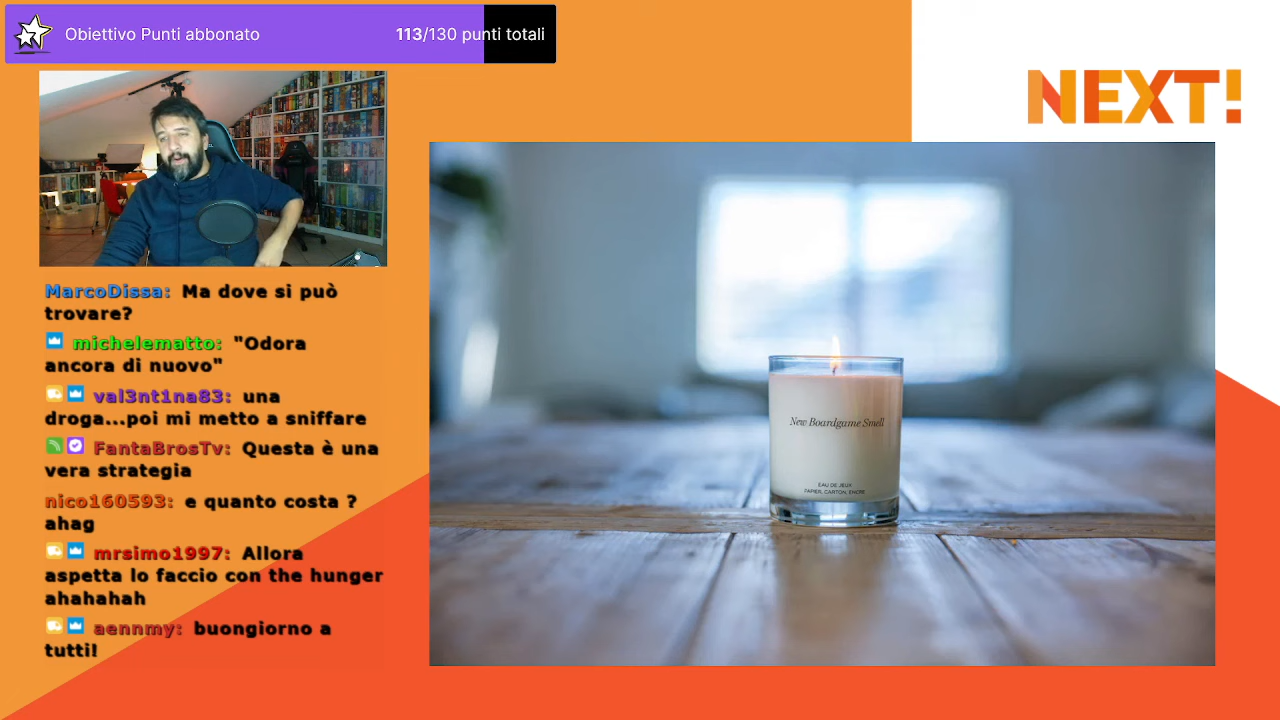 Obiettivo Punti abbonato 113/130 punti totali
NEXT!
MarcoDissa: Ma dove si può
trovare?
michelematto: "Odora
ancora di nuovo"
val3nt1na83: una
droga...poi mi metto a sniffare
FantaBrosTv: Questa è una
vera strategia
nico160593: e quanto costa ?
ahag
mrsimo1997: Allora
aspetta lo faccio con the hunger
ahahahah
aennmy: buongiorno a
tutti!
New Boardgame Smell
EAU DE JEUX
PAPIER, CARTON, ENCRE